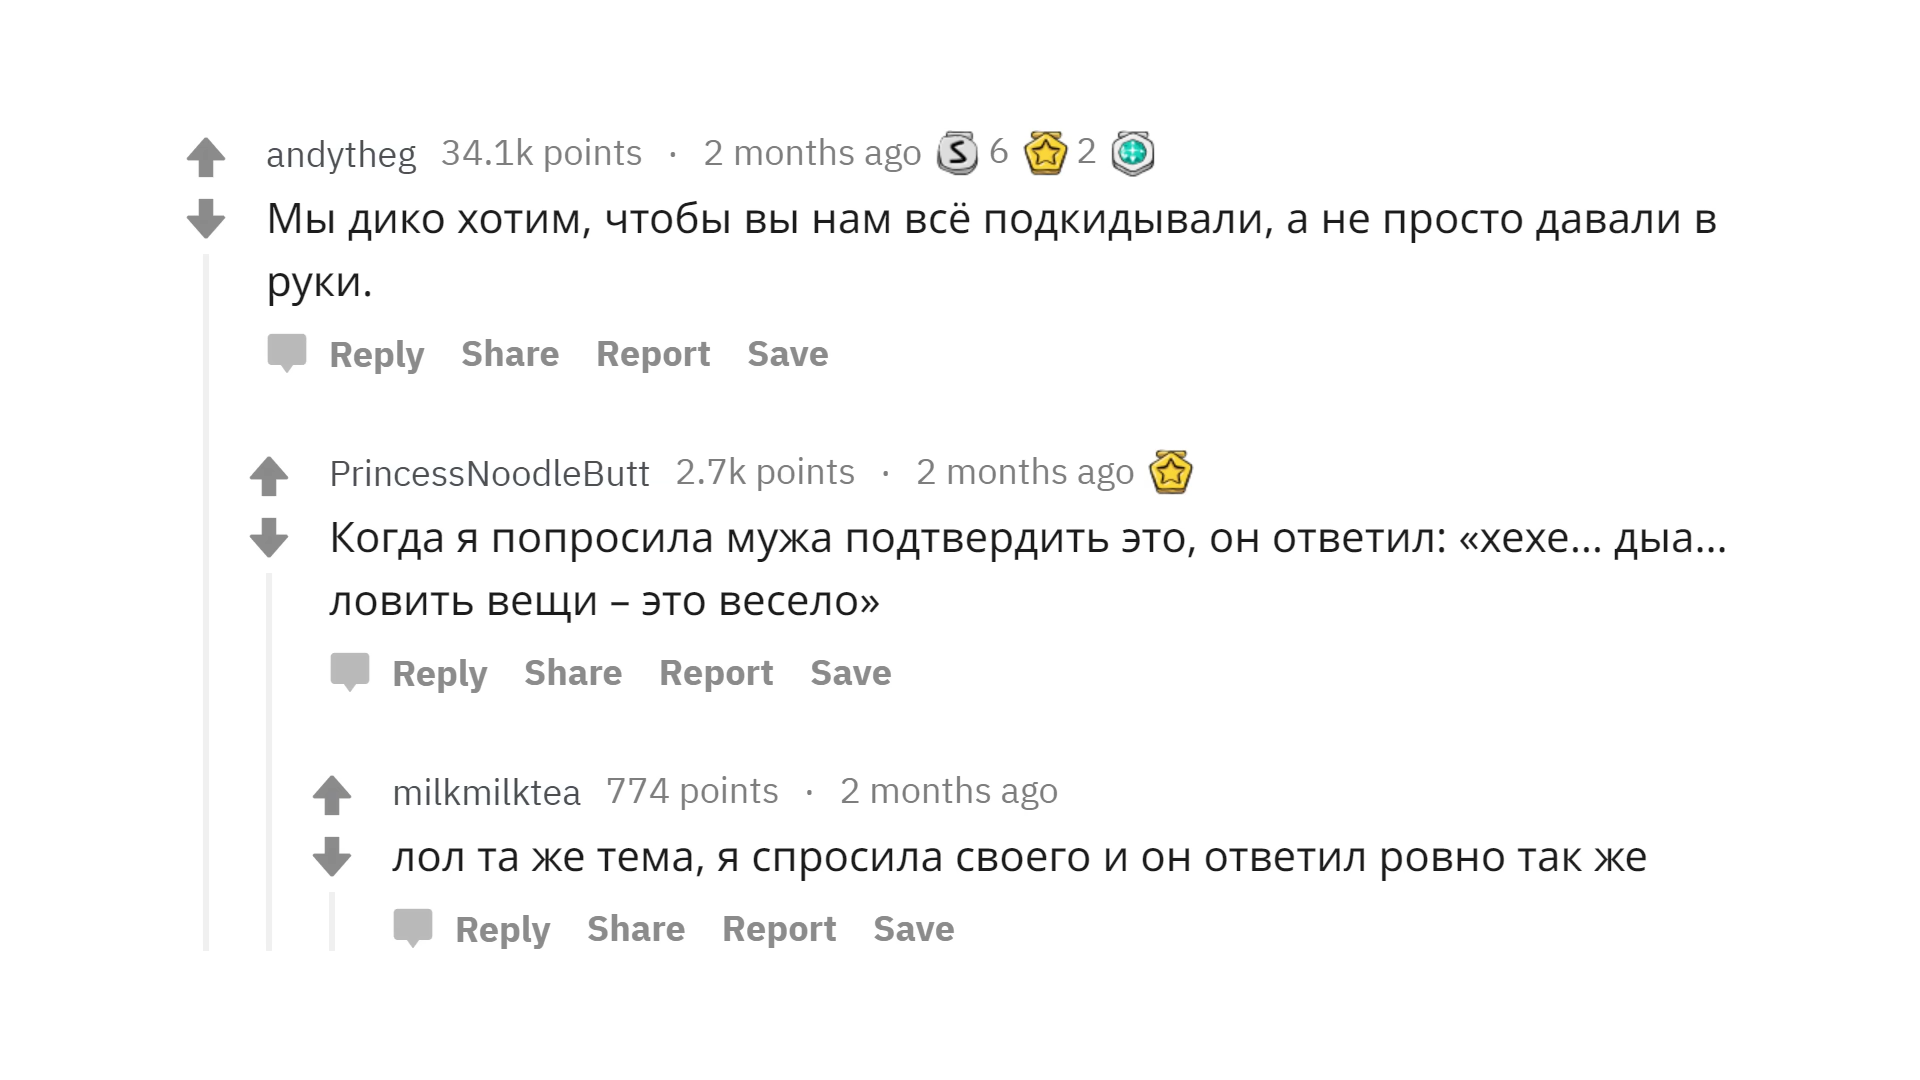 andytheg 34.1k points · 2 months ago S 6 2
Мы дико хотим, чтобы вы нам всё подкидывали, а не просто давали в
руки.
Reply Share Report Save
PrincessNoodleButt 2.7k points · 2 months ago
Когда я попросила мужа подтвердить это, он ответил: «хехе... дыа...
ловить вещи – это весело»
Reply Share Report Save
milkmilktea 774 points · 2 months ago
лол та же тема, я спросила своего и он ответил ровно так же
Reply Share Report Save